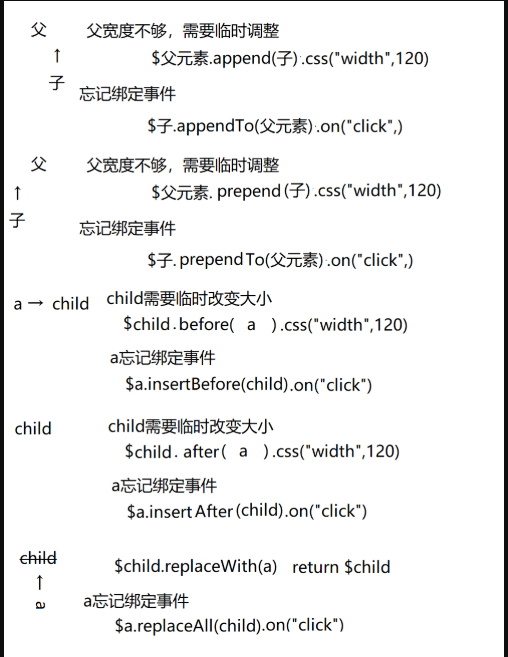 父 父宽度不够，需要临时调整
↑ $父元素.append(子).css("width",120)
子
忘记绑定事件
$子.appendTo(父元素).on("click",)
父 父宽度不够，需要临时调整
↑ $父元素.prepend(子).css("width",120)
子
忘记绑定事件
$子.prependTo(父元素).on("click",)
a → child child需要临时改变大小
$child.before( a ).css("width",120)
a忘记绑定事件
$a.insertBefore(child).on("click")
child child需要临时改变大小
$child. after( a ).css("width",120)
a忘记绑定事件
$a.insertAfter(child).on("click")
child $child.replaceWith(a) return $child
↑
a a忘记绑定事件
$a.replaceAll(child).on("click")